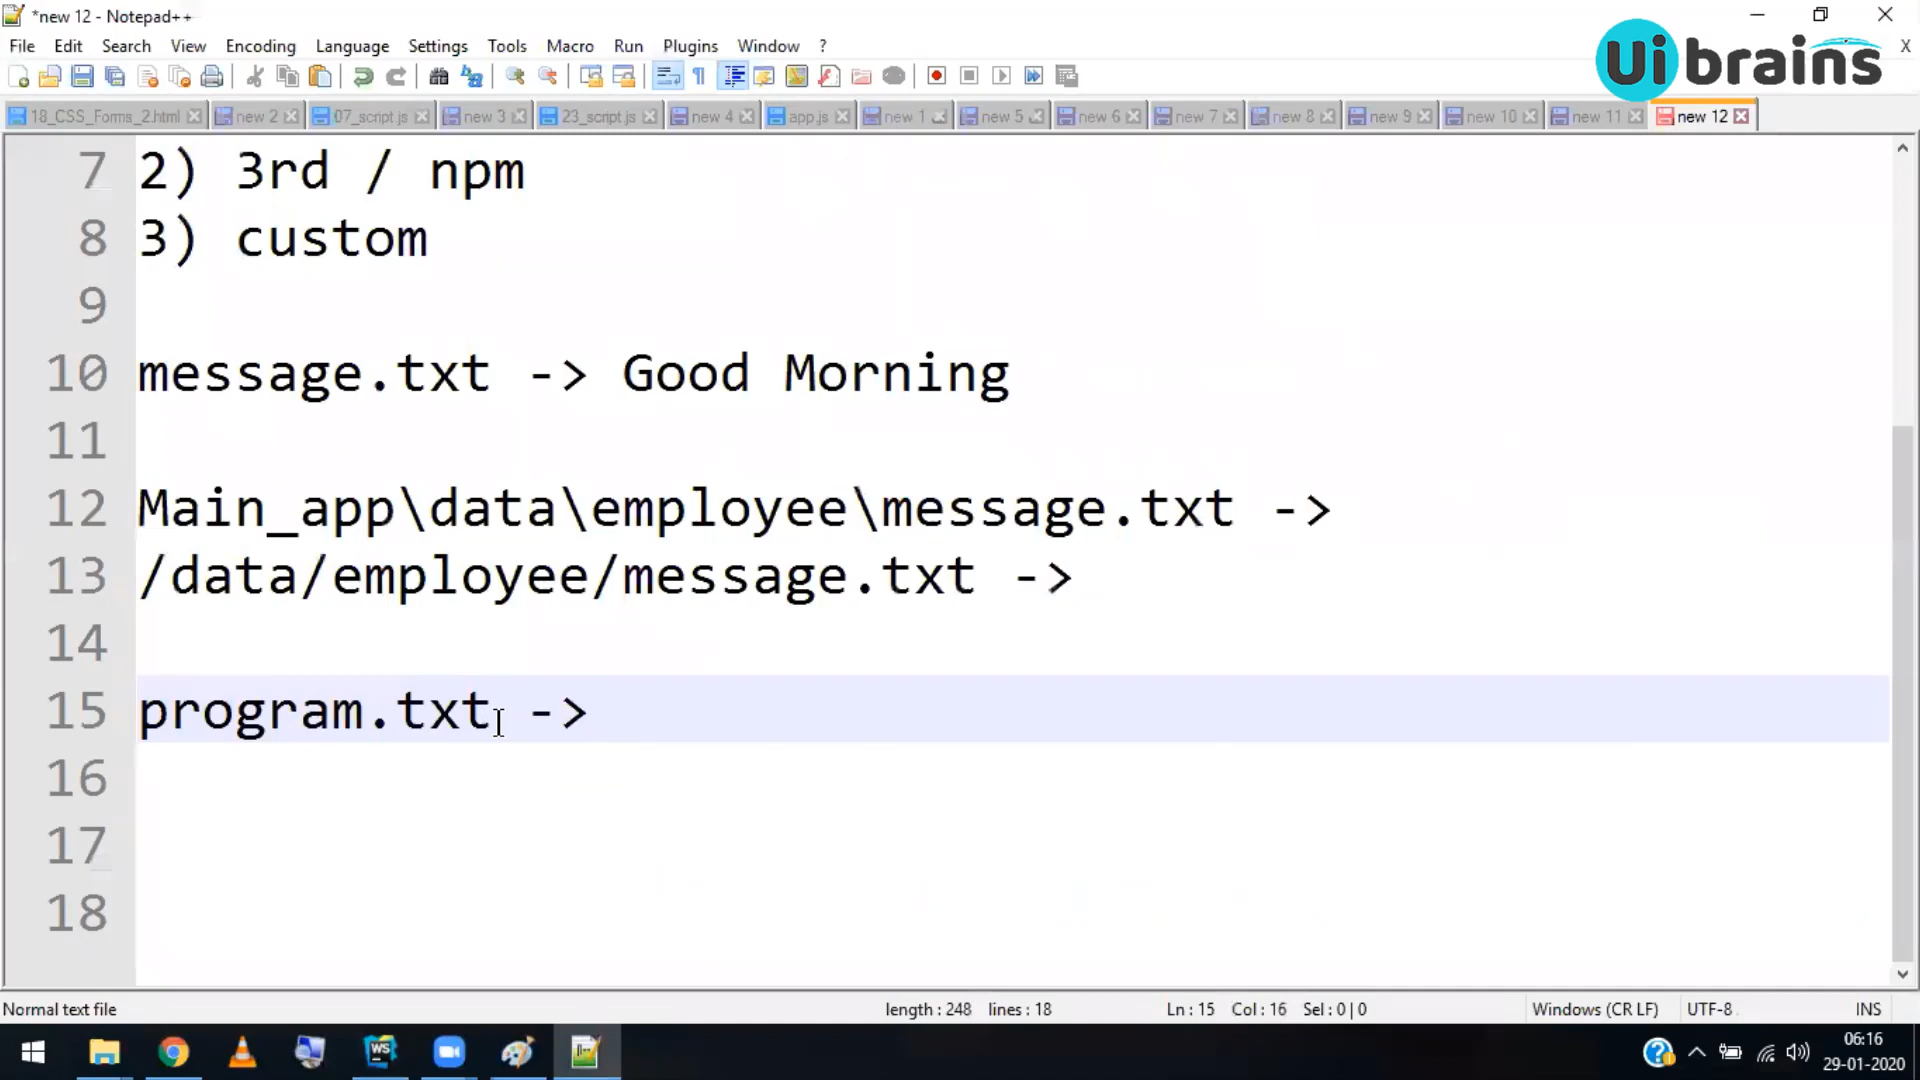 *new 12 - Notepad++
Ui brains
File Edit Search View Encoding Language Settings Tools Macro Run Plugins Window ? X
18_CSS_Forms_2.html new 2 07_script.js new 3 23_script.js new 4 app.js new 1 new 5 new 6 new 7 new 8 new 9 new 10 new 11 new 12
7 2) 3rd / npm
8 3) custom
9
10 message.txt -> Good Morning
11
12 Main_app\data\employee\message.txt ->
13 /data/employee/message.txt ->
14
15 program.txt ->
16
17
18
Normal text file length : 248 lines : 18 Ln : 15 Col : 16 Sel : 0 | 0 Windows (CR LF) UTF-8 INS
WS
06:16
29-01-2020